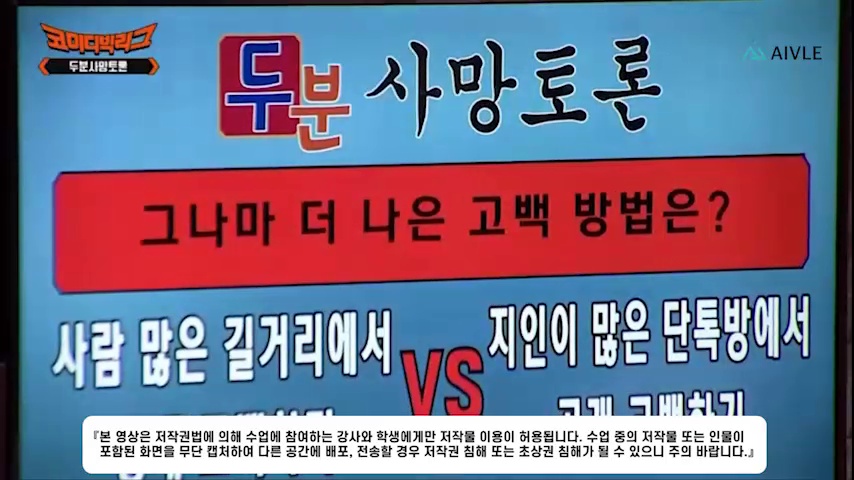 코미디빅리그
두분사망토론
AIVLE
두분 사망토론
그나마 더 나은 고백 방법은?
사람 많은 길거리에서
VS
지인이 많은 단톡방에서
공개 고백하기
『본 영상은 저작권법에 의해 수업에 참여하는 강사와 학생에게만 저작물 이용이 허용됩니다. 수업 중의 저작물 또는 인물이
포함된 화면을 무단 캡처하여 다른 공간에 배포, 전송할 경우 저작권 침해 또는 초상권 침해가 될 수 있으니 주의 바랍니다.』